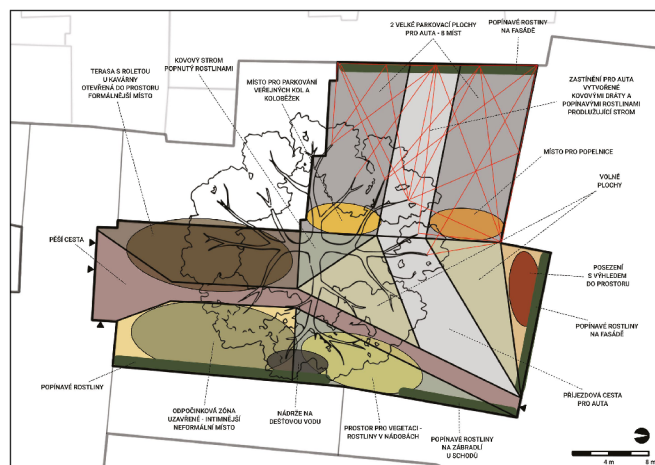 2 VELKÉ PARKOVACÍ PLOCHY
PRO AUTA - 8 MÍST
POPÍNAVÉ ROSTINY
NA FASÁDĚ
TERASA S ROLETOU
U KAVÁRNY
OTEVŘENÁ DO PROSTORU
FORMÁLNĚJŠÍ MÍSTO
KOVOVÝ STROM
POPNUTÝ ROSTLINAMI
MÍSTO PRO PARKOVÁNÍ
VEŘEJNÝCH KOL A
KOLOBĚŽEK
ZASTÍNĚNÍ PRO AUTA
VYTVOŘENÉ
KOVOVÝMI DRÁTY A
POPÍNAVÝMI ROSTLINAMI
PRODLUŽUJÍCÍ STROM
MÍSTO PRO POPELNICE
VOLNÉ
PLOCHY
PĚŠÍ CESTA
POSEZENÍ
S VÝHLEDEM
DO PROSTORU
POPÍNAVÉ ROSTLINY
NA FASÁDĚ
PŘÍJEZDOVÁ CESTA
PRO AUTA
POPÍNAVÉ ROSTLINY
ODPOČINKOVÁ ZÓNA
UZAVŘENÉ - INTIMNĚJŠÍ
NEFORMÁLNÍ MÍSTO
NÁDRŽE NA
DEŠŤOVOU VODU
PROSTOR PRO VEGETACI -
ROSTLINY V NÁDOBÁCH
POPÍNAVÉ ROSTLINY
NA ZÁBRADLÍ
U SCHODŮ
4 m
8 m